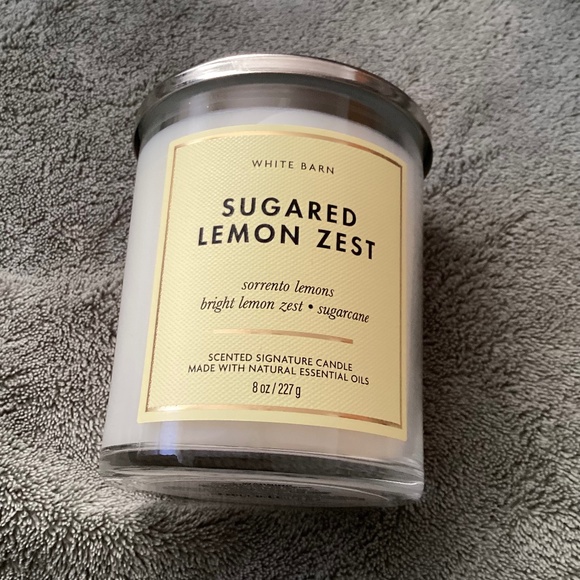 WHITE BARN
SUGARED
LEMON ZEST
sorrento lemons
bright lemon zest • sugarcane
SCENTED SIGNATURE CANDLE
MADE WITH NATURAL ESSENTIAL OILS
8 oz / 227 g